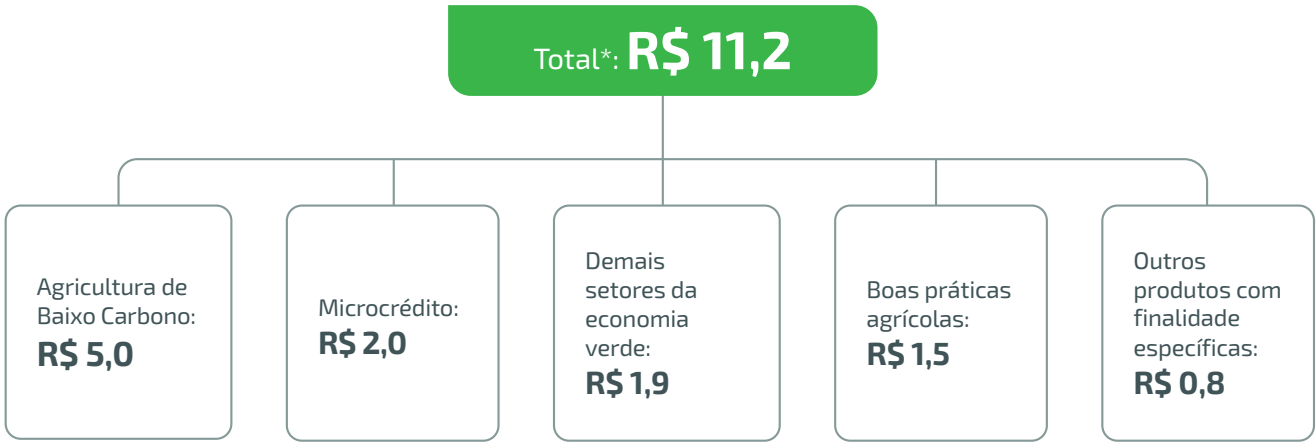 Total*: R$ 11,2
Agricultura de
Baixo Carbono:
R$ 5,0
Microcrédito:
R$ 2,0
Demais
setores da
economia
verde:
R$ 1,9
Boas práticas
agrícolas:
R$ 1,5
Outros
produtos com
finalidade
específicas:
R$ 0,8